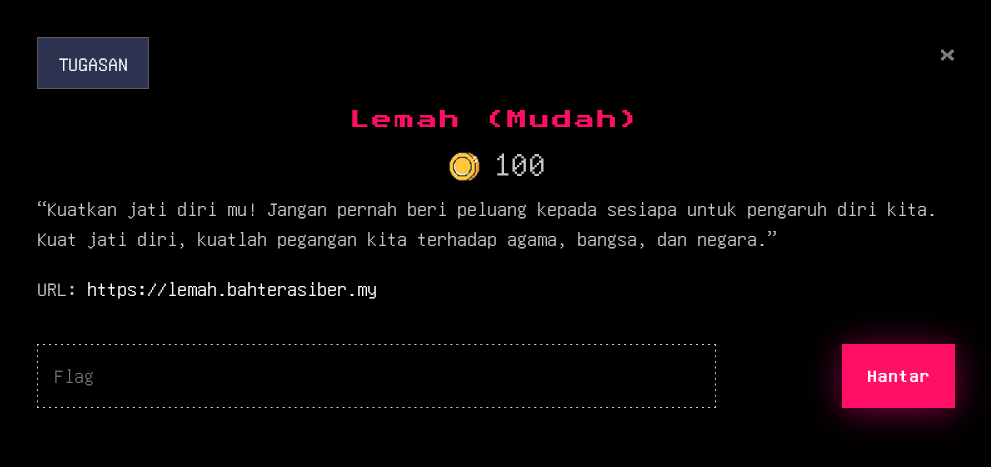 TUGASAN
×
Lemah (Mudah)
100
“Kuatkan jati diri mu! Jangan pernah beri peluang kepada sesiapa untuk pengaruh diri kita.
Kuat jati diri, kuatlah pegangan kita terhadap agama, bangsa, dan negara.”
URL: https://lemah.bahterasiber.my
Flag
Hantar